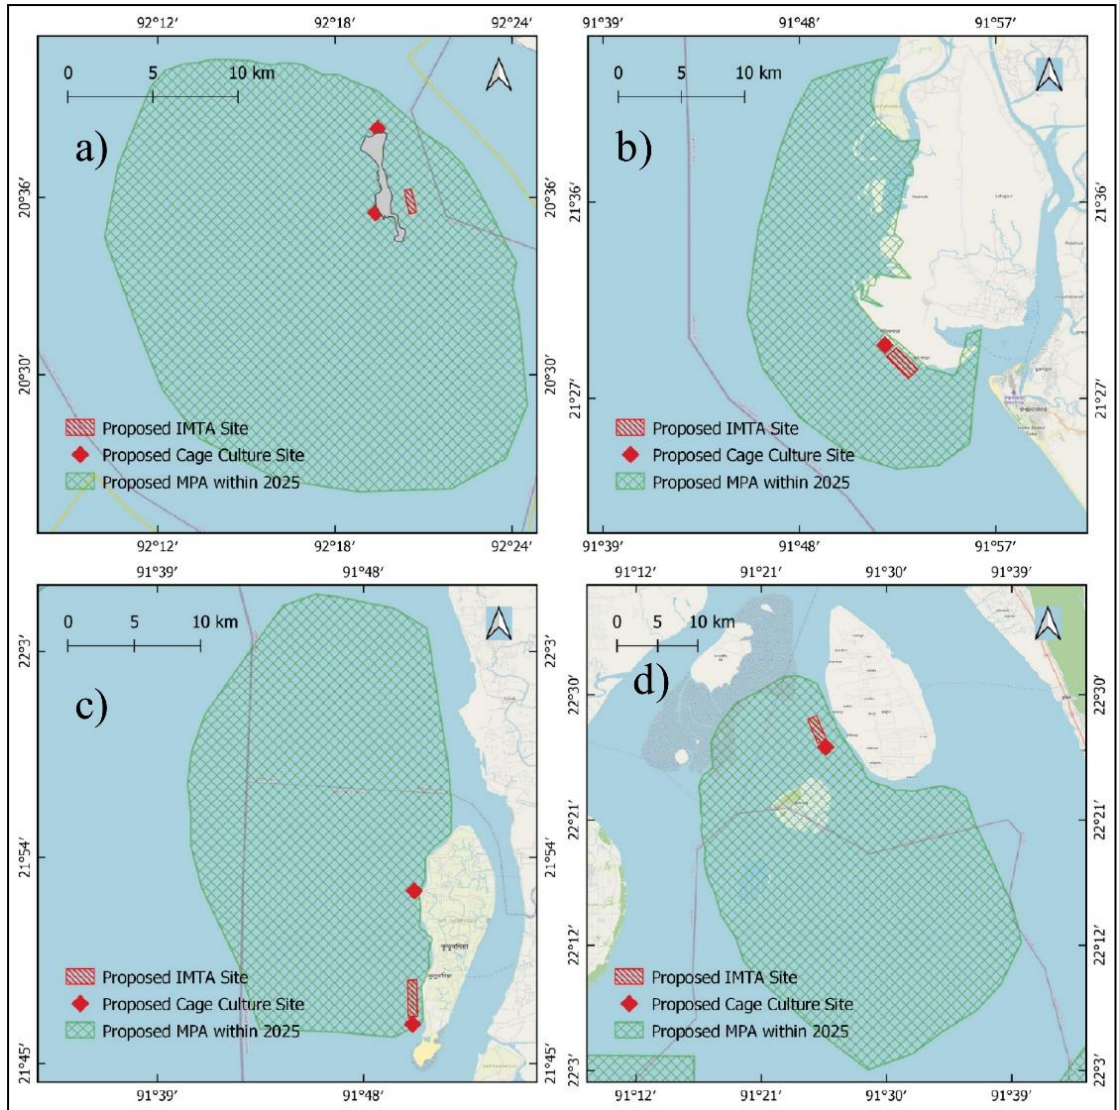 92°12′ 92°18′ 92°24′
91°39′ 91°48′ 91°57′
0 5 10 km
0 5 10 km
a)
b)
20°36′ 20°36′
21°36′ 21°36′
20°30′ 20°30′
21°27′ 21°27′
Proposed IMTA Site
Proposed Cage Culture Site
Proposed MPA within 2025
Proposed IMTA Site
Proposed Cage Culture Site
Proposed MPA within 2025
92°12′ 92°18′ 92°24′
91°39′ 91°48′ 91°57′
91°39′ 91°48′
91°12′ 91°21′ 91°30′ 91°39′
0 5 10 km
0 5 10 km
22°3′ 22°3′
22°30′ 22°30′
c)
d)
21°54′ 21°54′
22°21′ 22°21′
22°12′ 22°12′
কুতুবদিয়া
Proposed IMTA Site
Proposed Cage Culture Site
Proposed MPA within 2025
Proposed IMTA Site
Proposed Cage Culture Site
Proposed MPA within 2025
21°45′ 21°45′
22°3′ 22°3′
91°39′ 91°48′
91°12′ 91°21′ 91°30′ 91°39′